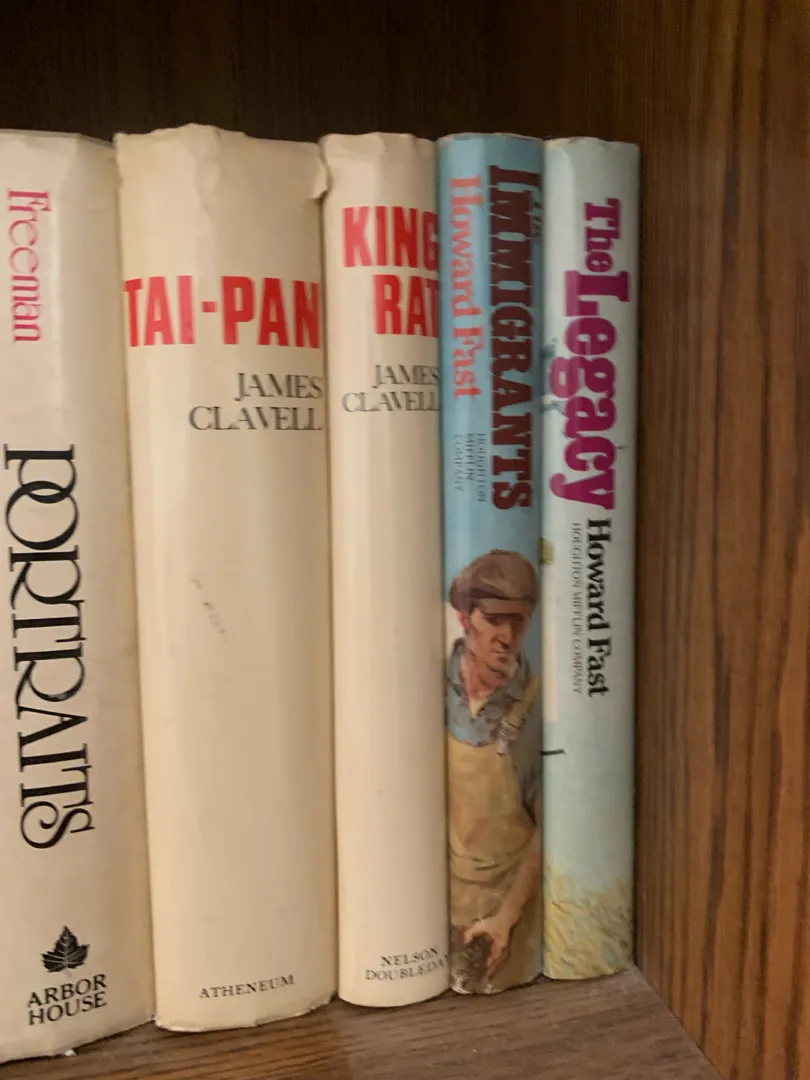 Freeman
PORTRAITS
ARBOR
HOUSE
TAI-PAN
JAMES
CLAVELL
ATHENEUM
KING
RAT
JAMES
CLAVELL
NELSON
DOUBLEDAY
The
IMMIGRANTS
Howard Fast
HOUGHTON
MIFFLIN
COMPANY
The Legacy
Howard Fast
HOUGHTON MIFFLIN COMPANY